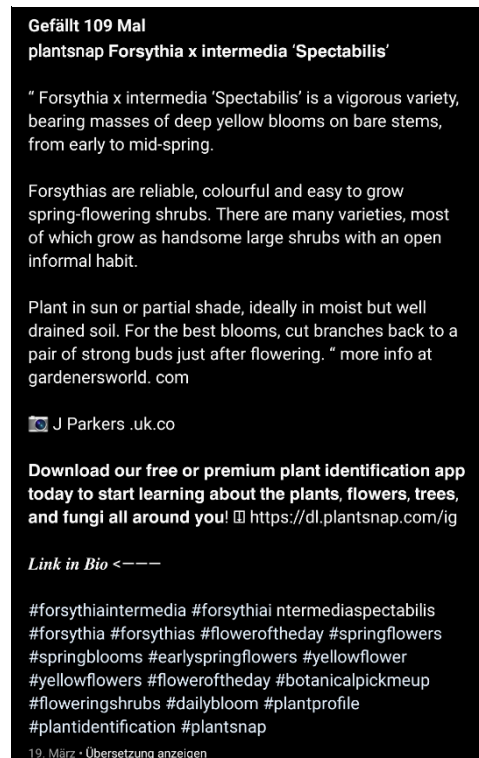 Gefällt 109 Mal
plantsnap Forsythia x intermedia ‘Spectabilis’
“ Forsythia x intermedia ‘Spectabilis’ is a vigorous variety,
bearing masses of deep yellow blooms on bare stems,
from early to mid-spring.
Forsythias are reliable, colourful and easy to grow
spring-flowering shrubs. There are many varieties, most
of which grow as handsome large shrubs with an open
informal habit.
Plant in sun or partial shade, ideally in moist but well
drained soil. For the best blooms, cut branches back to a
pair of strong buds just after flowering. “ more info at
gardenersworld. com
📷 J Parkers .uk.co
Download our free or premium plant identification app
today to start learning about the plants, flowers, trees,
and fungi all around you! https://dl.plantsnap.com/ig
Link in Bio <−−−
#forsythiaintermedia #forsythiai ntermediaspectabilis
#forsythia #forsythias #floweroftheday #springflowers
#springblooms #earlyspringflowers #yellowflower
#yellowflowers #floweroftheday #botanicalpickmeup
#floweringshrubs #dailybloom #plantprofile
#plantidentification #plantsnap
19. März • Übersetzung anzeigen